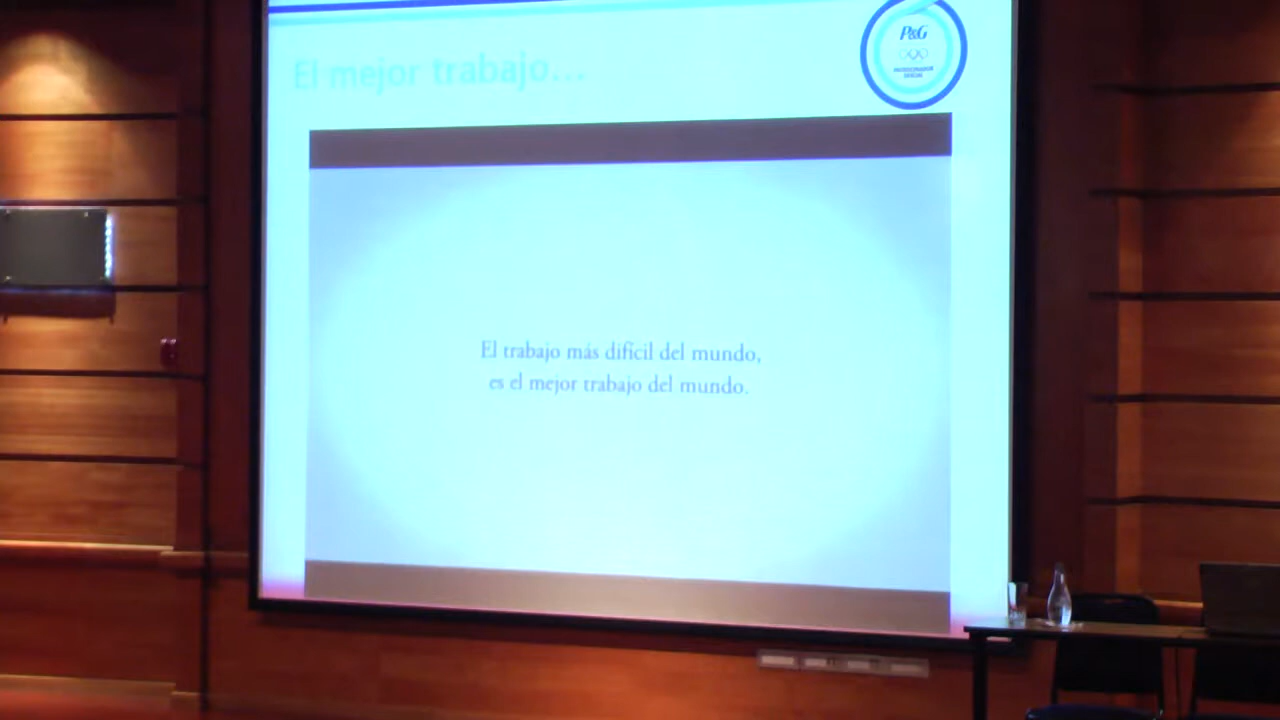 El mejor trabajo...
P&G
El trabajo más difícil del mundo,
es el mejor trabajo del mundo.